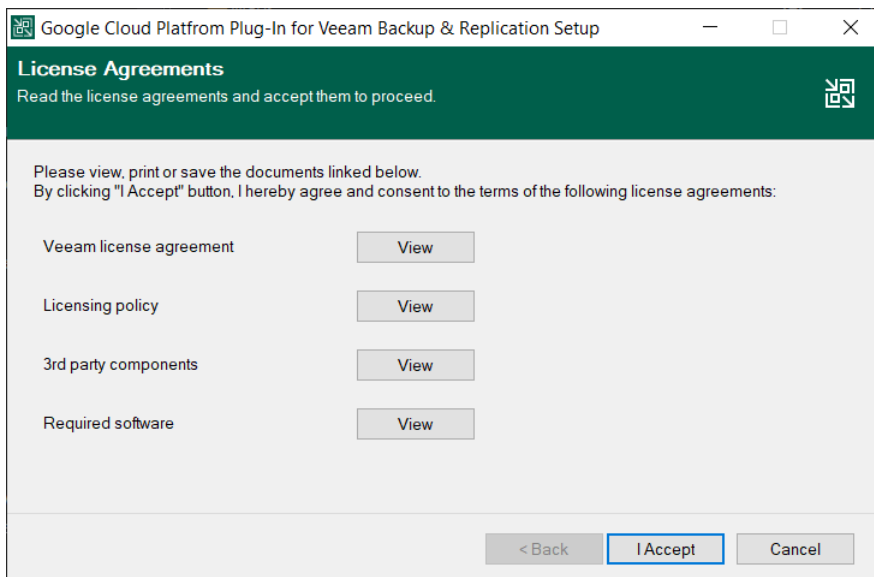 Google Cloud Platfrom Plug-In for Veeam Backup & Replication Setup
License Agreements
Read the license agreements and accept them to proceed.
Please view, print or save the documents linked below.
By clicking "I Accept" button, I hereby agree and consent to the terms of the following license agreements:
Veeam license agreement View
Licensing policy View
3rd party components View
Required software View
< Back I Accept Cancel